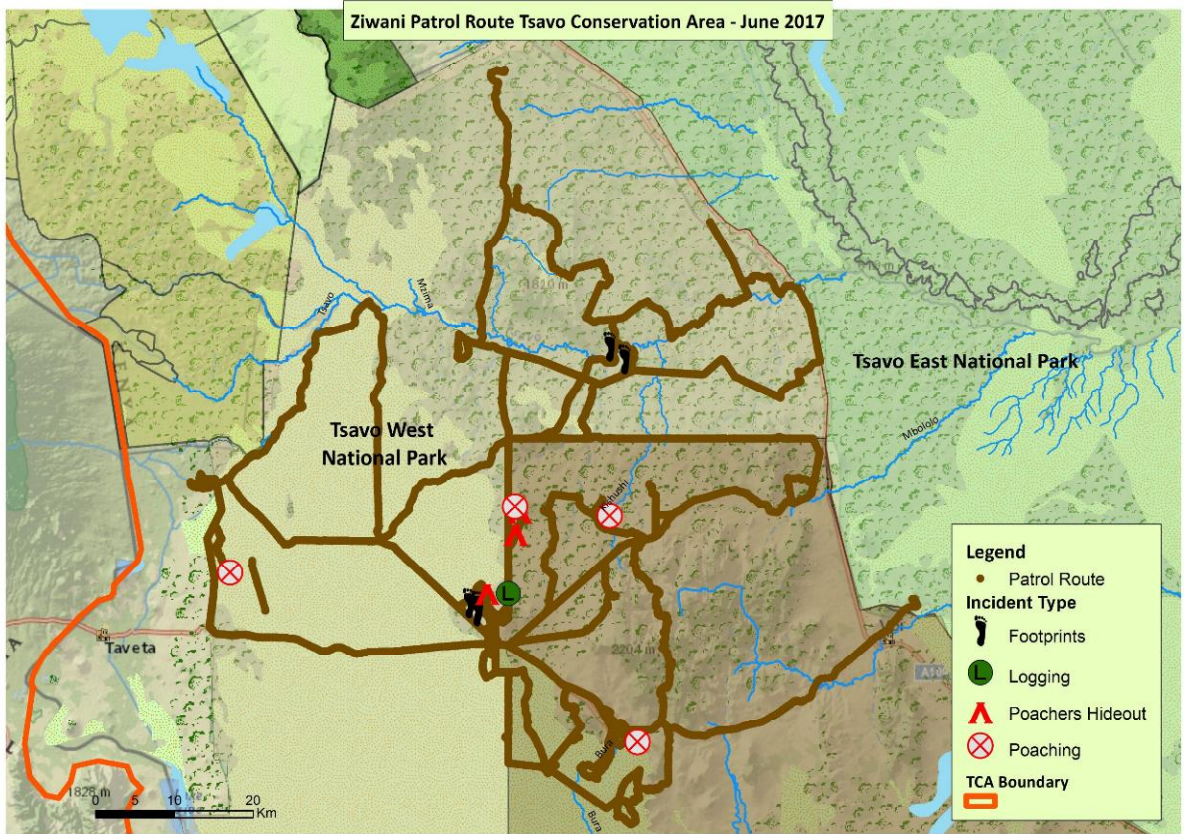 Ziwani Patrol Route Tsavo Conservation Area - June 2017
Tsavo
Mzima
1810 m
Tsavo East National Park
Mbololo
Tsavo West
National Park
Taveta
2204 m
A109
Bura
Bura
1828 m
0 5 10 20
Km
Legend
Patrol Route
Incident Type
Footprints
L Logging
Poachers Hideout
Poaching
TCA Boundary
L